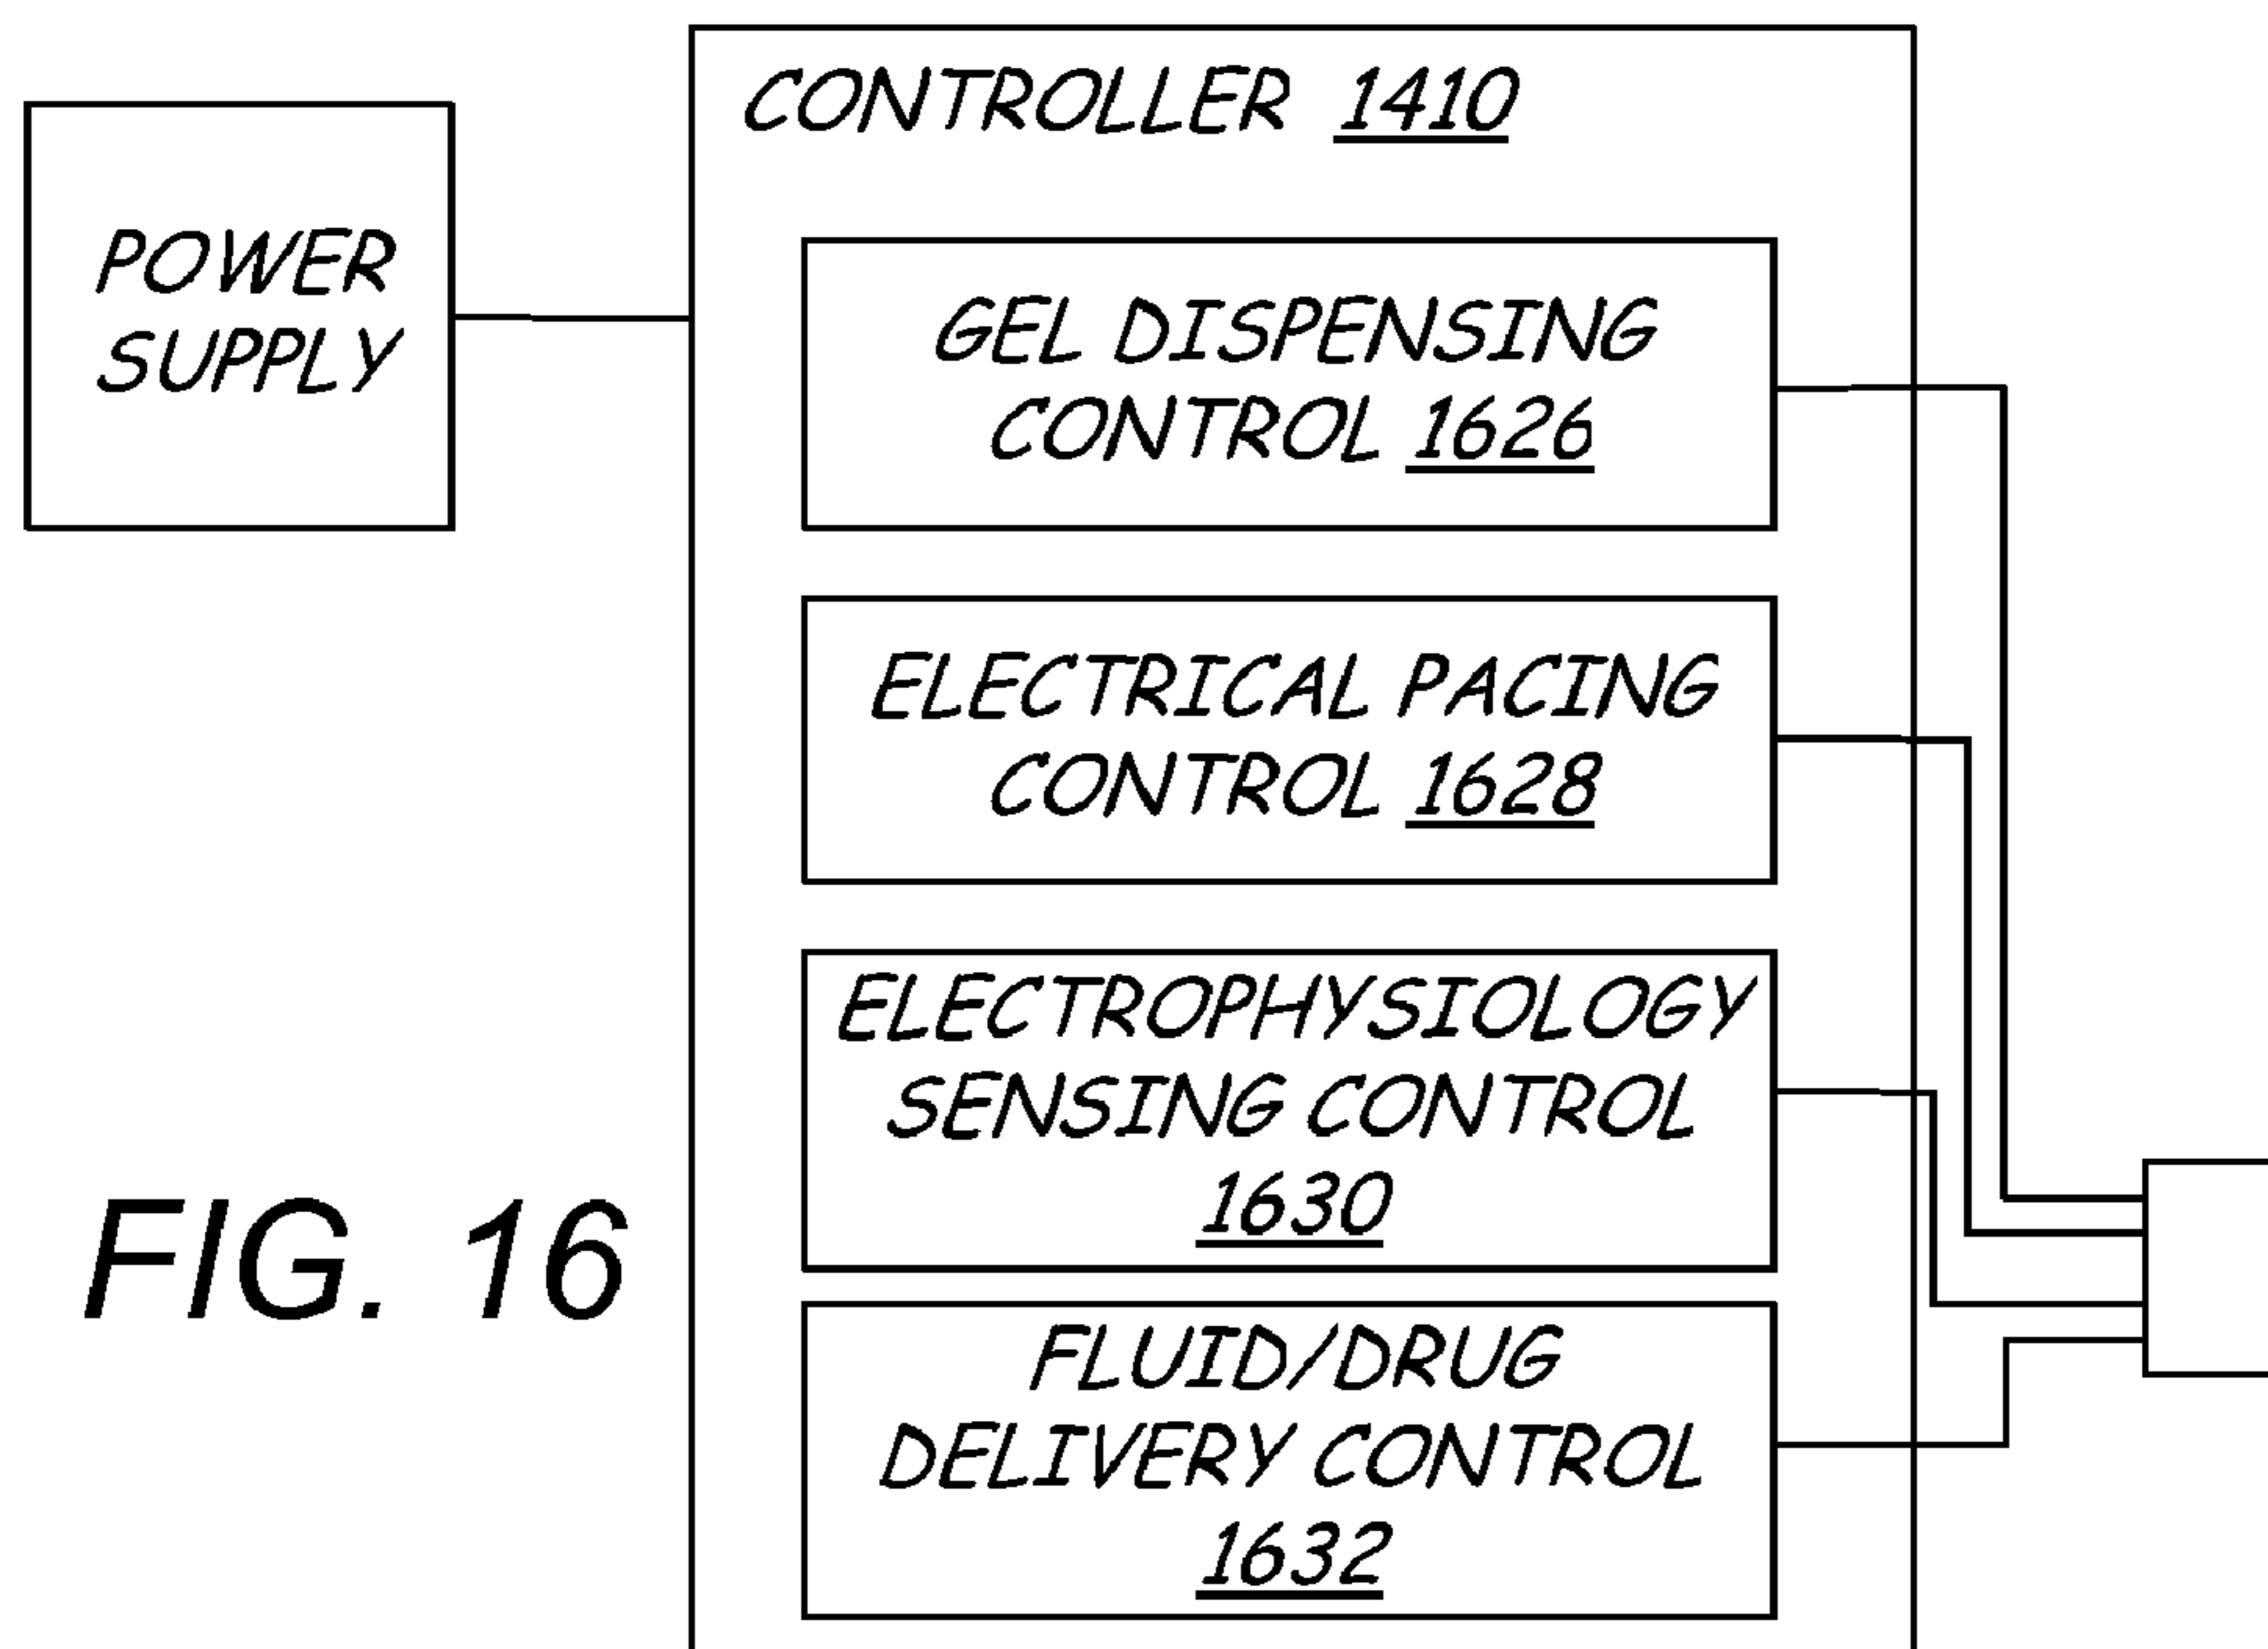 CONTROLLER 1410
POWER
SUPPLY
GEL DISPENSING
CONTROL 1626
ELECTRICAL PACING
CONTROL 1628
ELECTROPHYSIOLOGY
SENSING CONTROL
1630
FLUID/DRUG
DELIVERY CONTROL
1632
FIG. 16